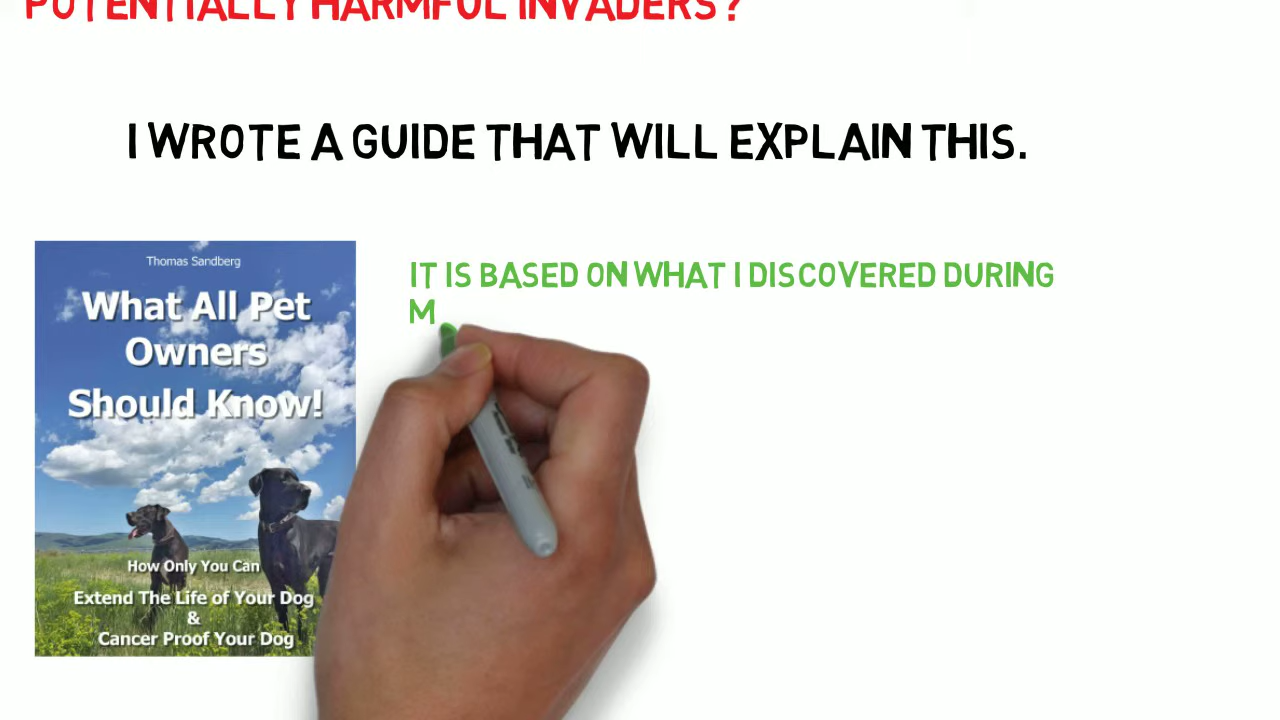 POTENTIALLY HARMFUL INVADERS?
I WROTE A GUIDE THAT WILL EXPLAIN THIS.
Thomas Sandberg
What All Pet
Owners
Should Know!
How Only You Can
Extend The Life of Your Dog
&
Cancer Proof Your Dog
IT IS BASED ON WHAT I DISCOVERED DURING
M